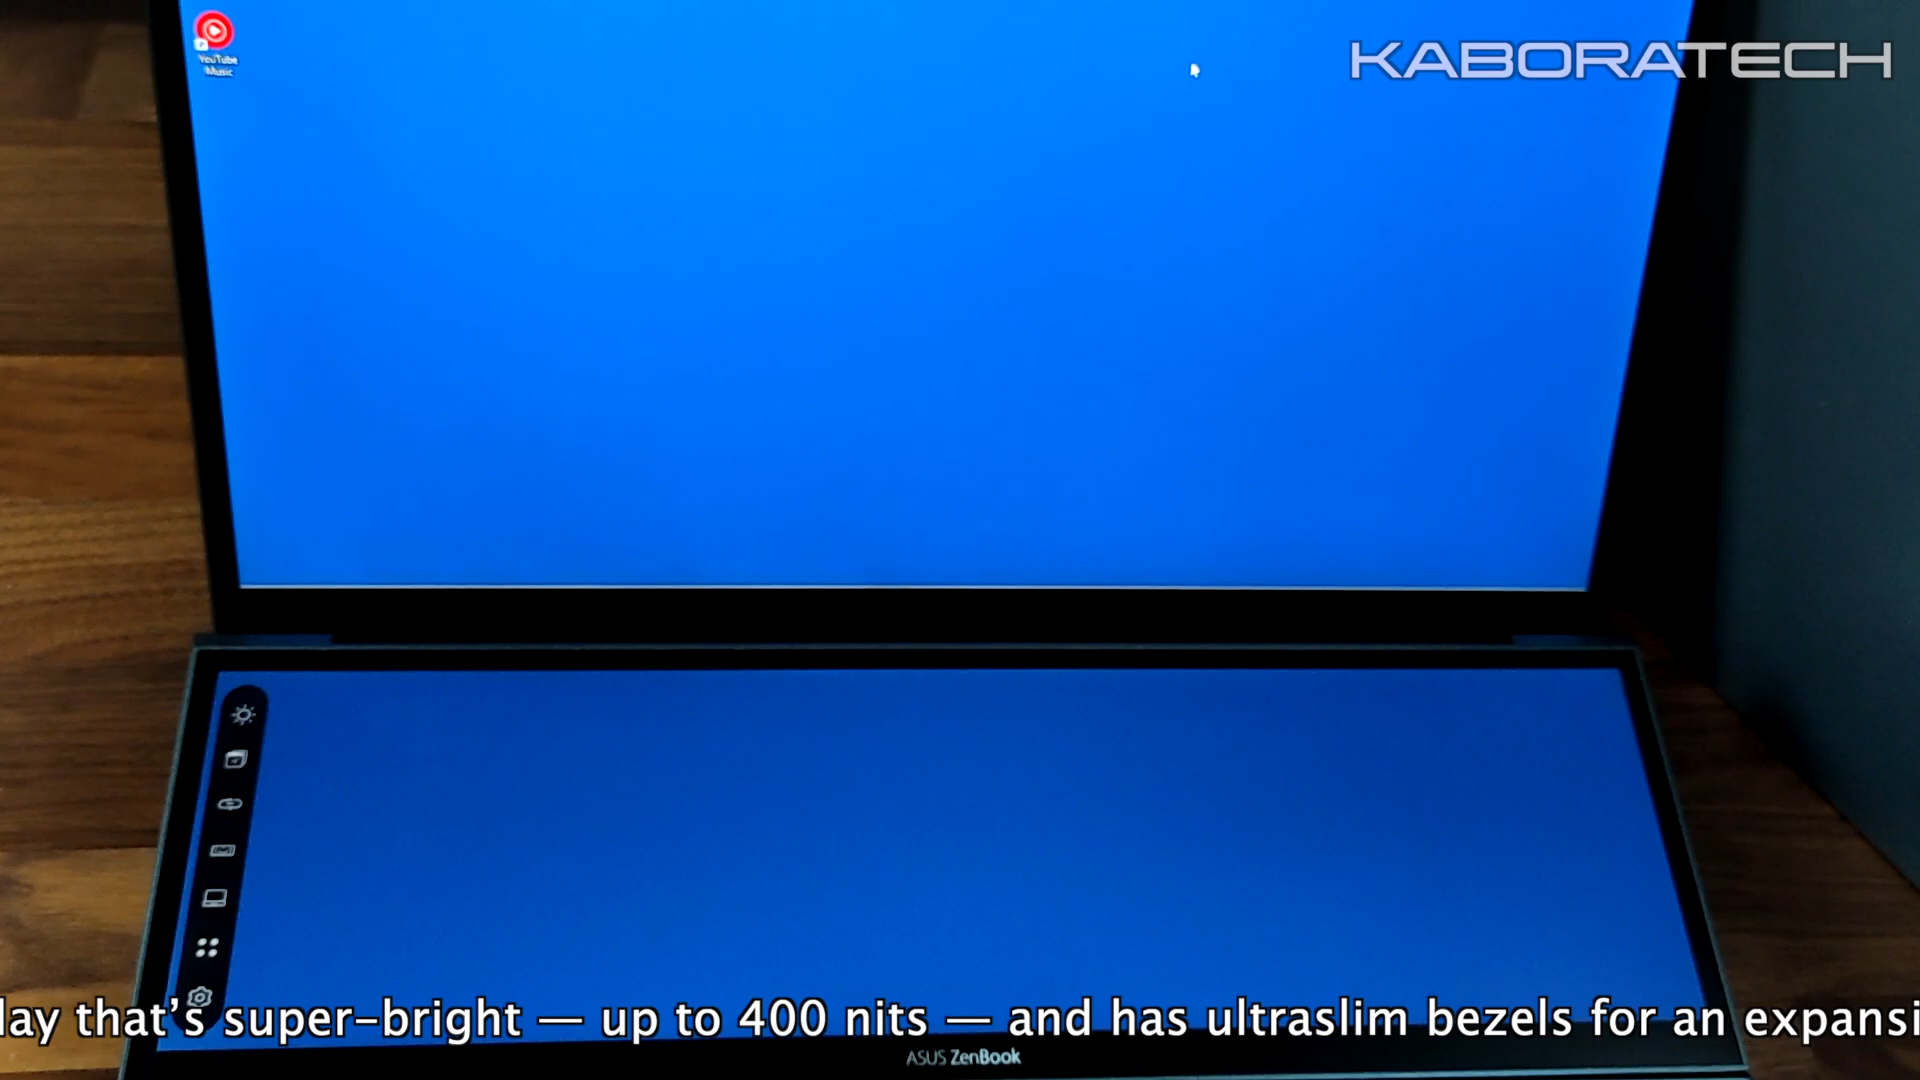 YouTube
Music
KABORATECH
lay that's super-bright — up to 400 nits — and has ultraslim bezels for an expansi
ASUS ZenBook